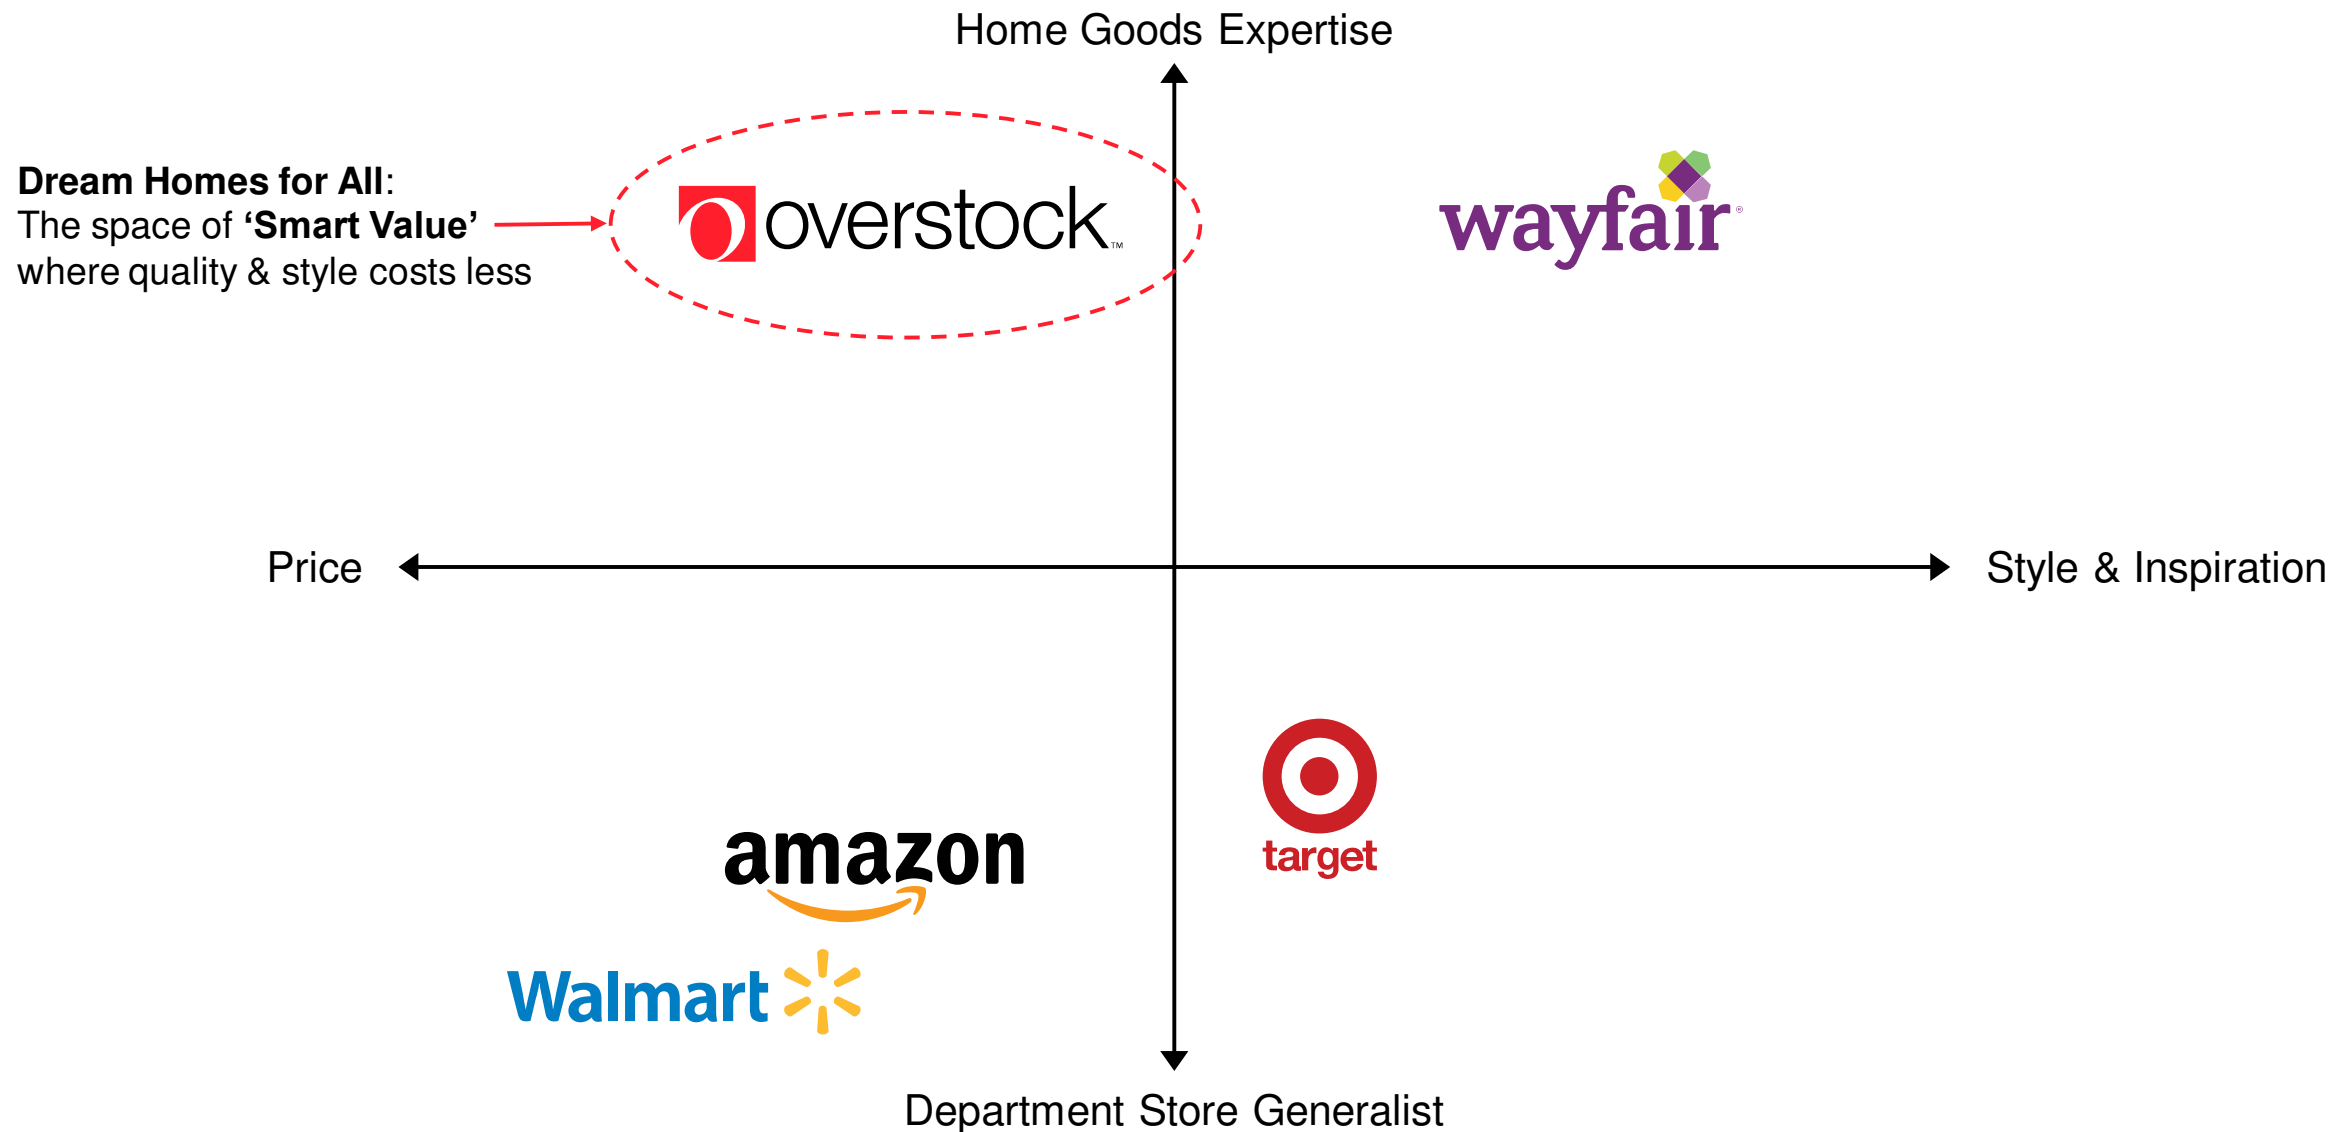 Home Goods Expertise
Dream Homes for All:
The space of ‘Smart Value’
where quality & style costs less
overstock™
wayfair®
Price
Style & Inspiration
target
amazon
Walmart
Department Store Generalist